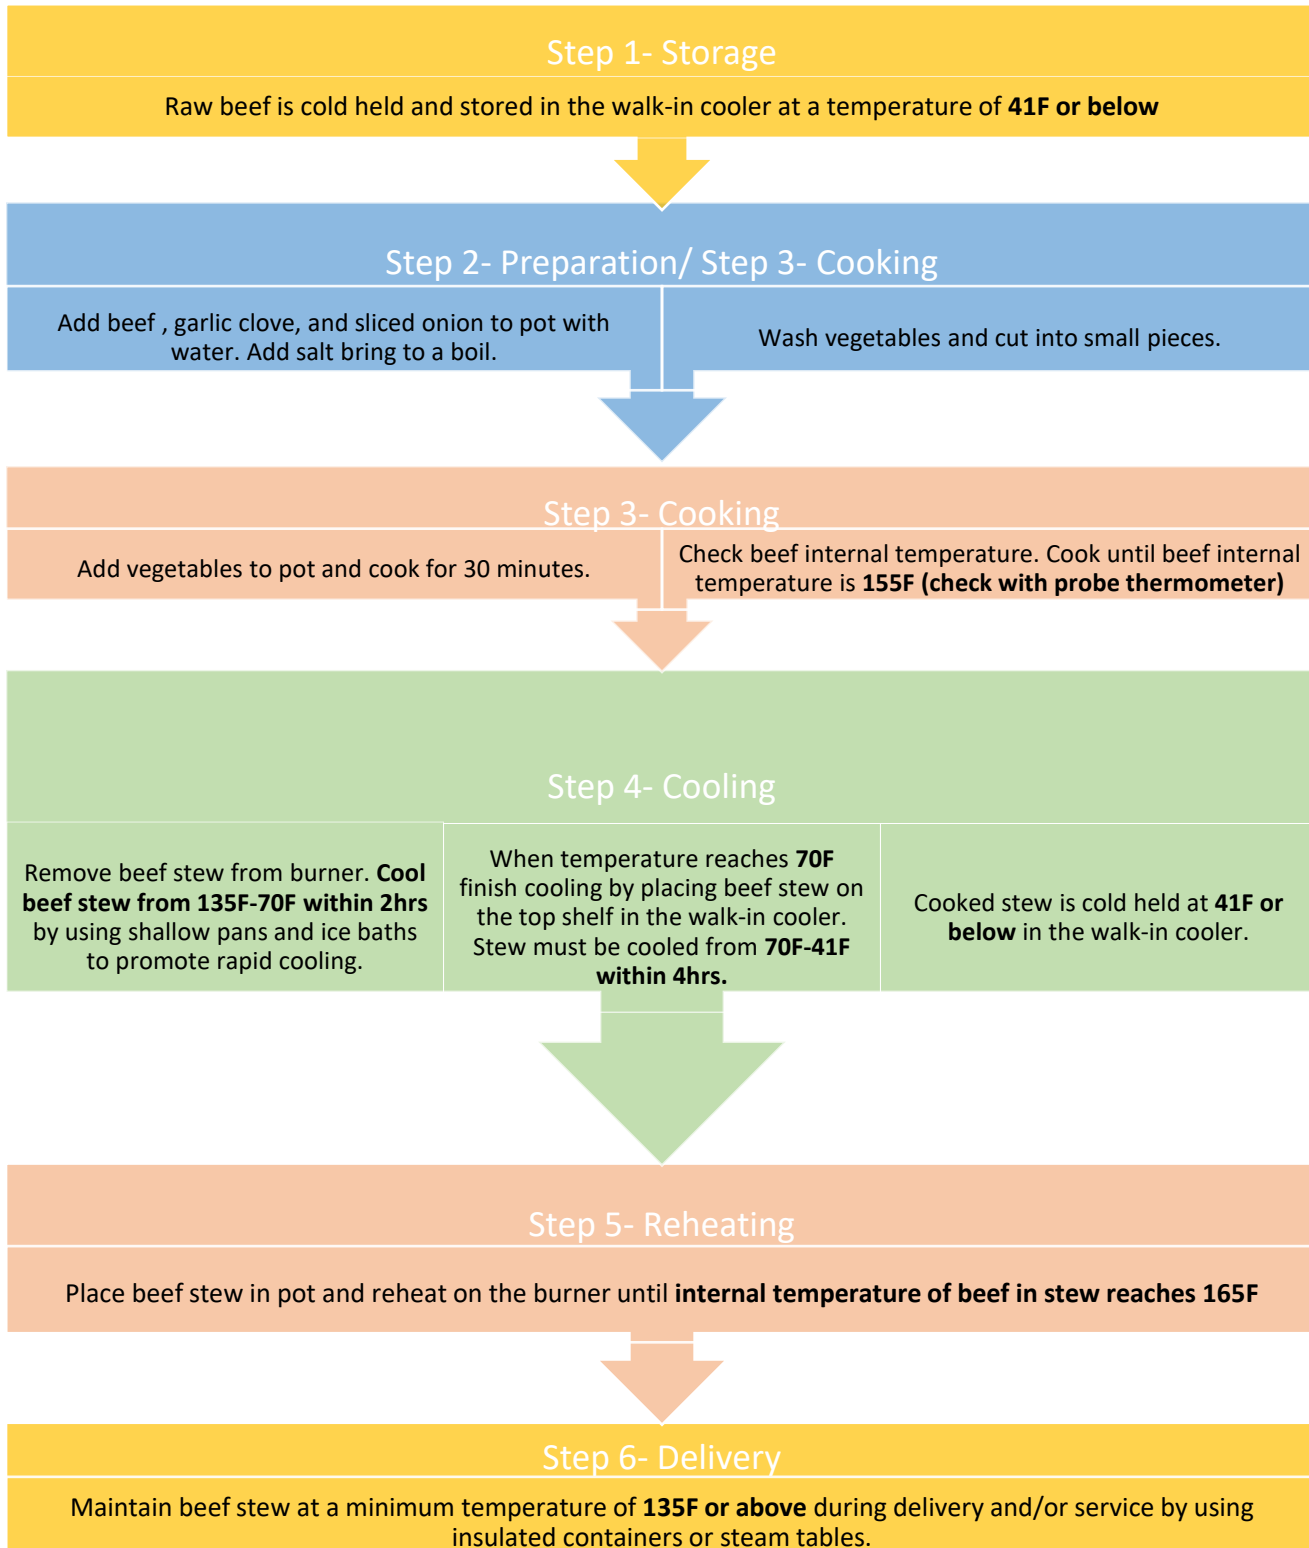 Step 1- Storage
Raw beef is cold held and stored in the walk-in cooler at a temperature of 41F or below
Step 2- Preparation/ Step 3- Cooking
Add beef , garlic clove, and sliced onion to pot with
water. Add salt bring to a boil.
Wash vegetables and cut into small pieces.
Step 3- Cooking
Add vegetables to pot and cook for 30 minutes.
Check beef internal temperature. Cook until beef internal
temperature is 155F (check with probe thermometer)
Step 4- Cooling
Remove beef stew from burner. Cool
beef stew from 135F-70F within 2hrs
by using shallow pans and ice baths
to promote rapid cooling.
When temperature reaches 70F
finish cooling by placing beef stew on
the top shelf in the walk-in cooler.
Stew must be cooled from 70F-41F
within 4hrs.
Cooked stew is cold held at 41F or
below in the walk-in cooler.
Step 5- Reheating
Place beef stew in pot and reheat on the burner until internal temperature of beef in stew reaches 165F
Step 6- Delivery
Maintain beef stew at a minimum temperature of 135F or above during delivery and/or service by using
insulated containers or steam tables.